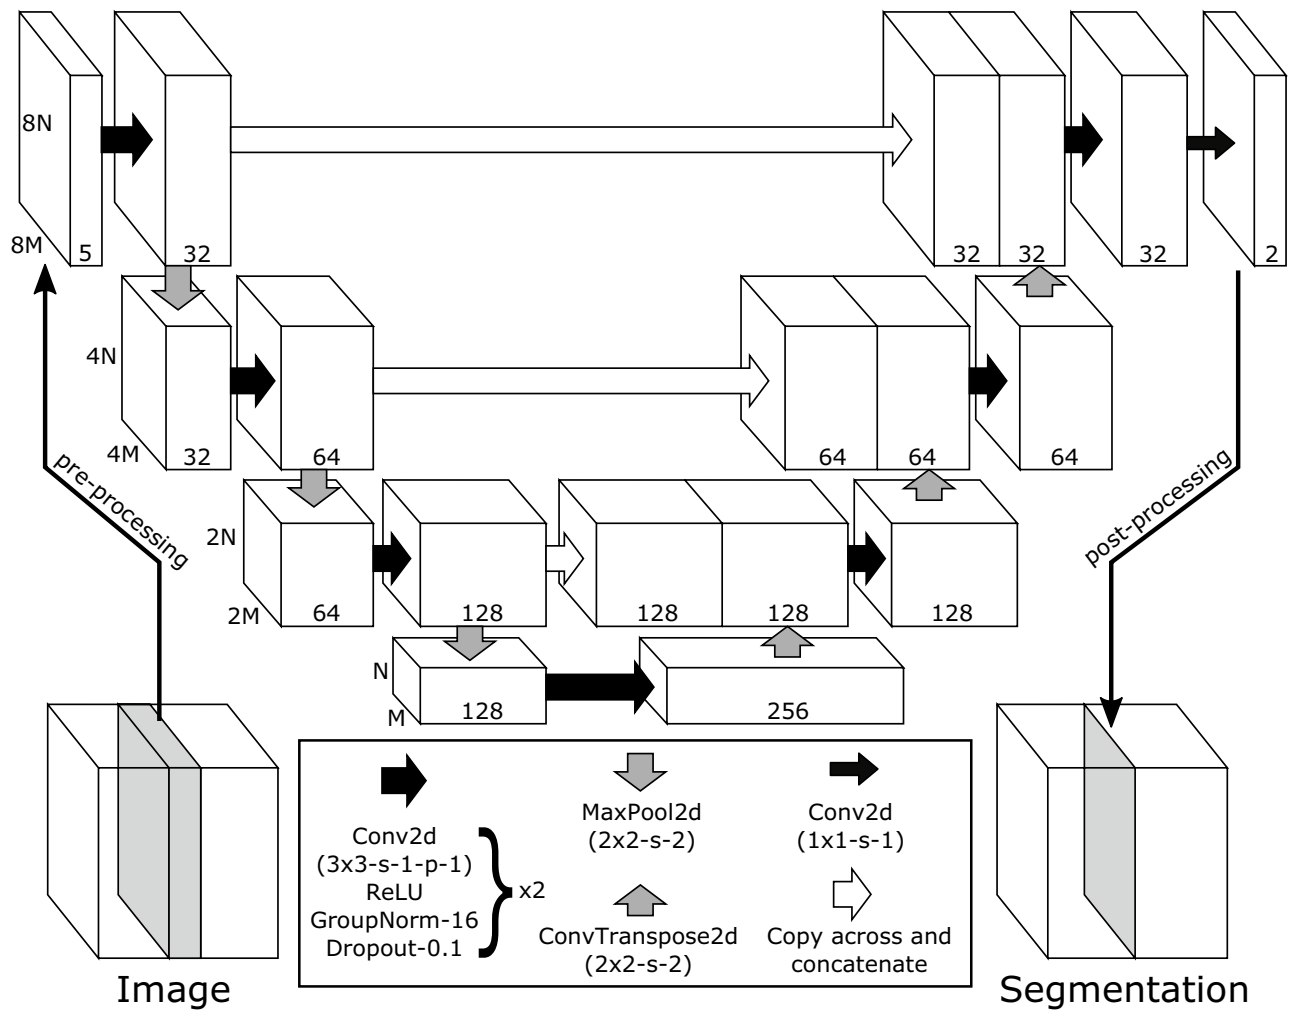 8N
8M
5
32
32
32
32
2
4N
4M
32
64
64
64
64
pre-processing
post-processing
2N
2M
64
128
128
128
128
N
M
128
256
Conv2d
(3x3-s-1-p-1)
ReLU
GroupNorm-16
Dropout-0.1
x2
MaxPool2d
(2x2-s-2)
ConvTranspose2d
(2x2-s-2)
Conv2d
(1x1-s-1)
Copy across and
concatenate
Image
Segmentation